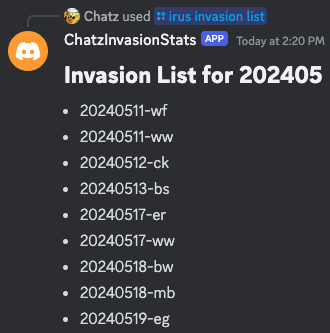 Chatz used irus invasion list
ChatzInvasionStats APP Today at 2:20 PM
Invasion List for 202405
• 20240511-wf
• 20240511-ww
• 20240512-ck
• 20240513-bs
• 20240517-er
• 20240517-ww
• 20240518-bw
• 20240518-mb
• 20240519-eg